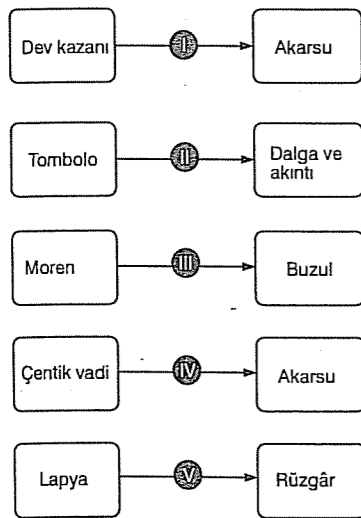 Dev kazanı I Akarsu
Tombolo II Dalga ve
akıntı
Moren III Buzul
Çentik vadi IV Akarsu
Lapya V Rüzgâr